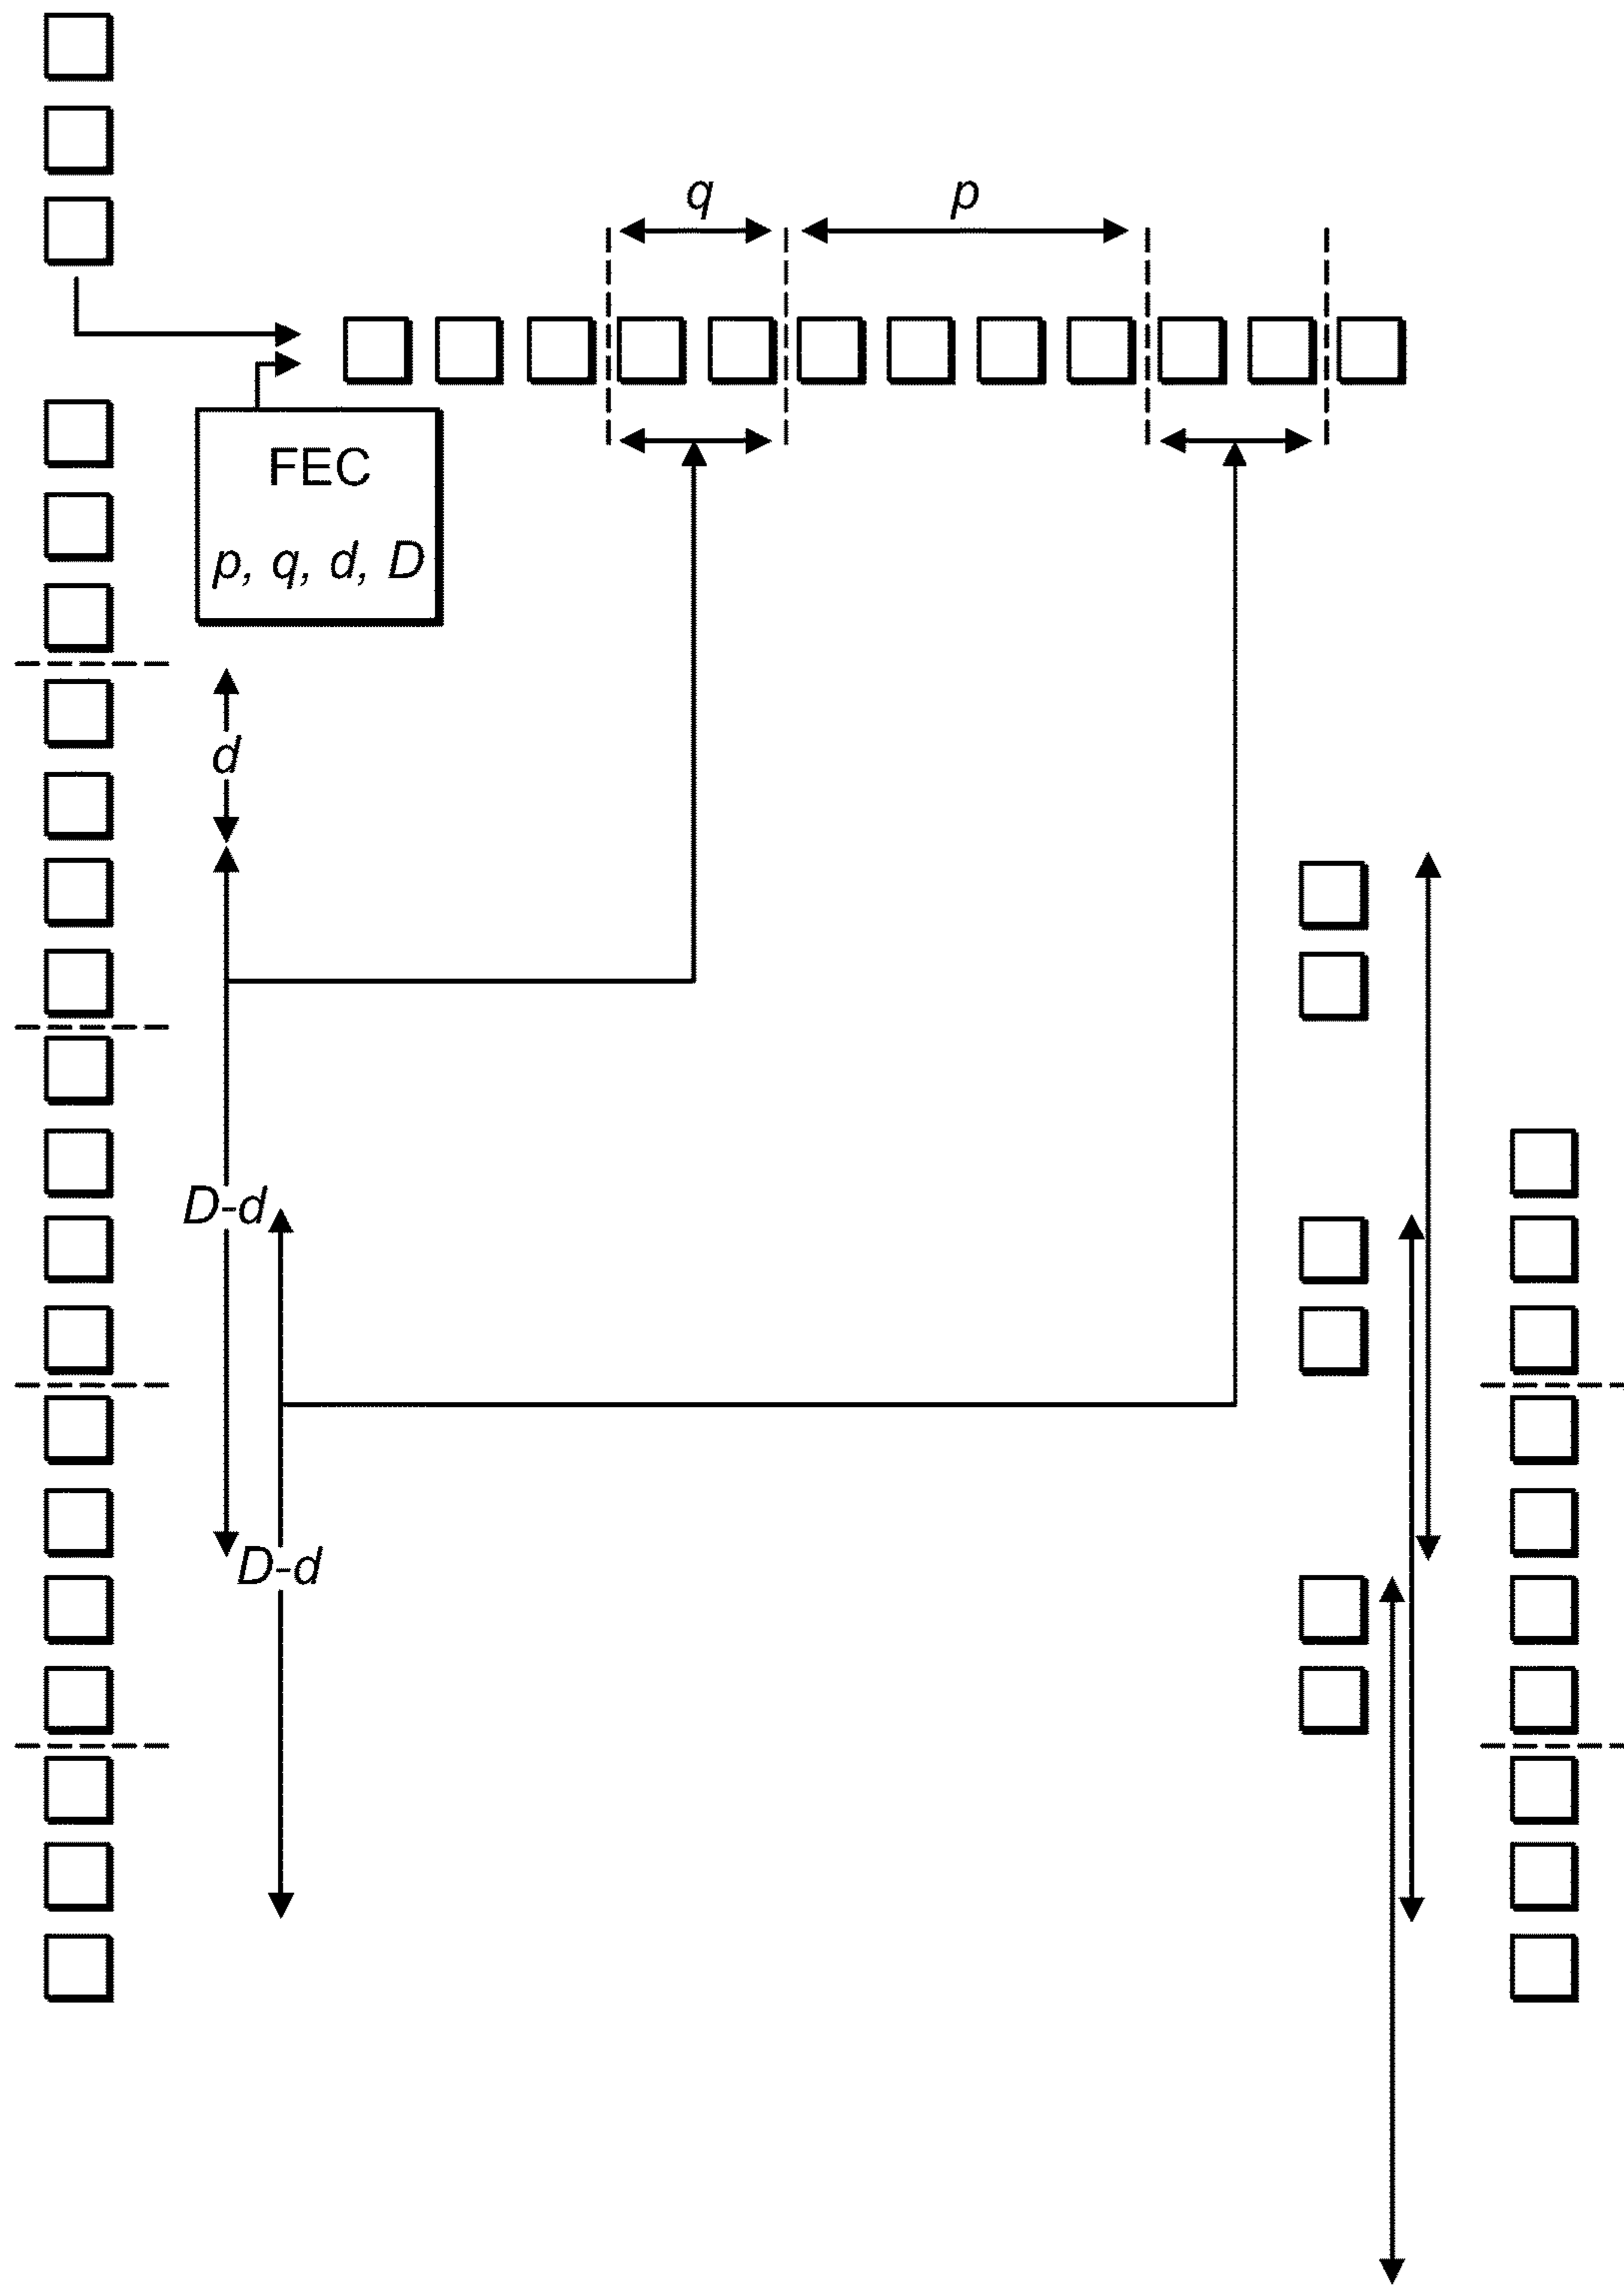 q
p
FEC
p, q, d, D
d
D-d
D-d